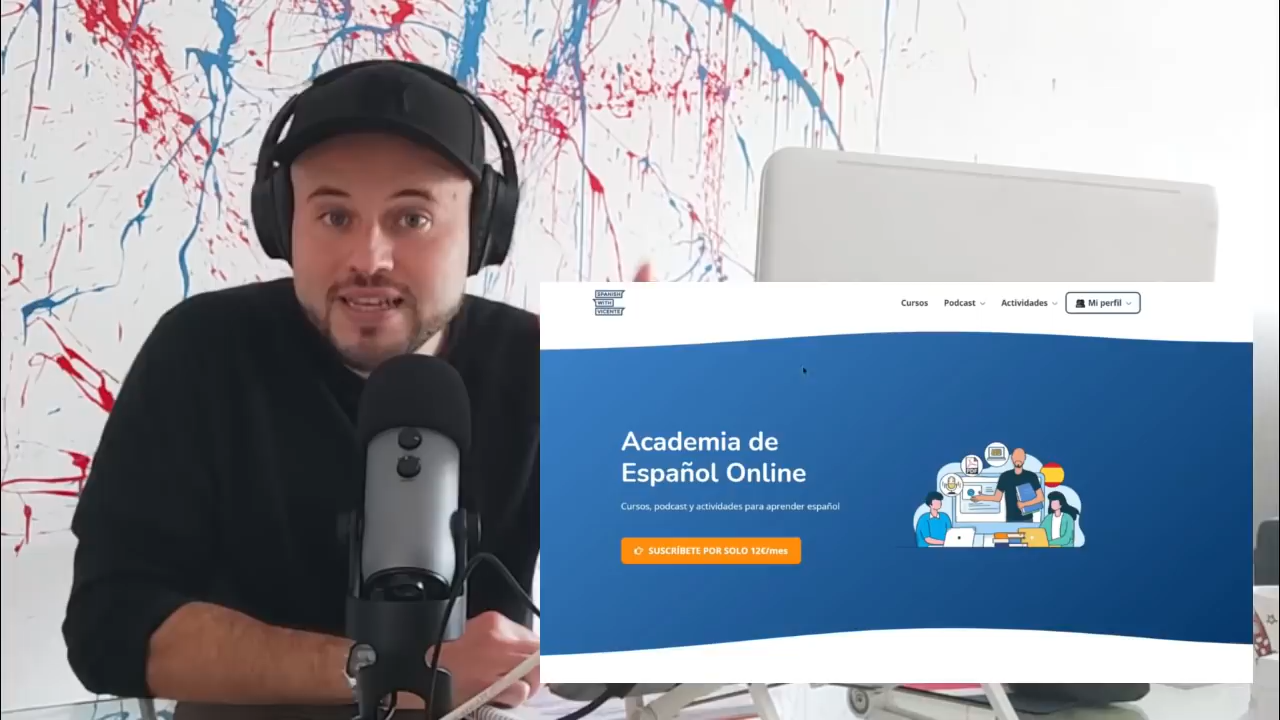 SPANISH
WITH
VICENTE
Cursos
Podcast
Actividades
Mi perfil
Academia de
Español Online
Cursos, podcast y actividades para aprender español
SUSCRÍBETE POR SOLO 12€/mes
PDF